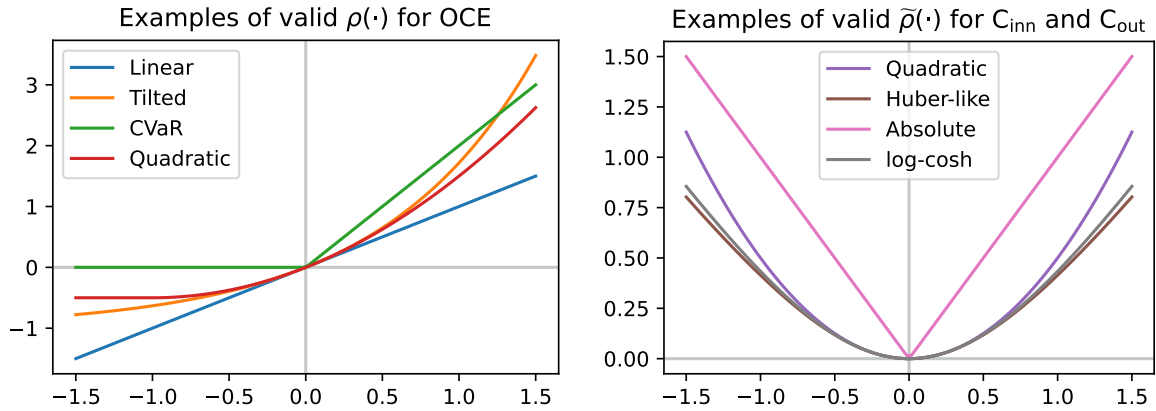 Examples of valid ρ(·) for OCE
Linear
Tilted
CVaR
Quadratic
3
2
1
0
−1
−1.5 −1.0 −0.5 0.0 0.5 1.0 1.5
Examples of valid ρ̃(·) for C_inn and C_out
Quadratic
Huber-like
Absolute
log-cosh
1.50
1.25
1.00
0.75
0.50
0.25
0.00
−1.5 −1.0 −0.5 0.0 0.5 1.0 1.5